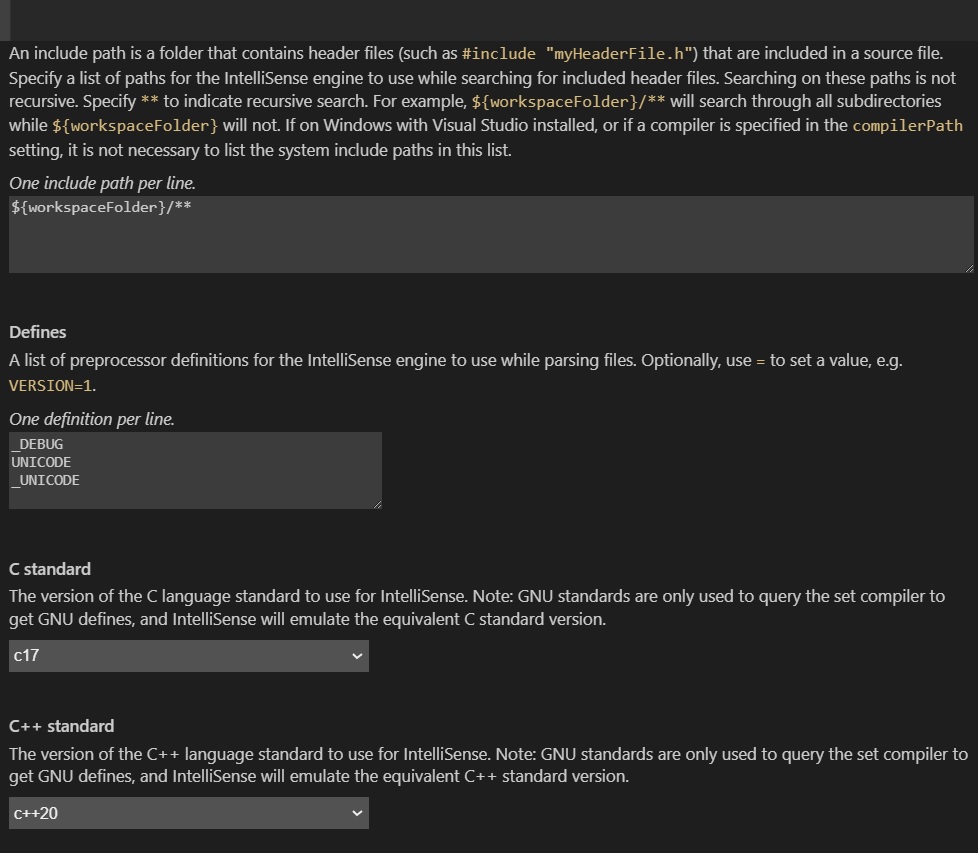 An include path is a folder that contains header files (such as #include "myHeaderFile.h") that are included in a source file.
Specify a list of paths for the IntelliSense engine to use while searching for included header files. Searching on these paths is not
recursive. Specify ** to indicate recursive search. For example, ${workspaceFolder}/** will search through all subdirectories
while ${workspaceFolder} will not. If on Windows with Visual Studio installed, or if a compiler is specified in the compilerPath
setting, it is not necessary to list the system include paths in this list.
One include path per line.
${workspaceFolder}/**
Defines
A list of preprocessor definitions for the IntelliSense engine to use while parsing files. Optionally, use = to set a value, e.g.
VERSION=1.
One definition per line.
_DEBUG
UNICODE
_UNICODE
C standard
The version of the C language standard to use for IntelliSense. Note: GNU standards are only used to query the set compiler to
get GNU defines, and IntelliSense will emulate the equivalent C standard version.
c17
C++ standard
The version of the C++ language standard to use for IntelliSense. Note: GNU standards are only used to query the set compiler to
get GNU defines, and IntelliSense will emulate the equivalent C++ standard version.
c++20